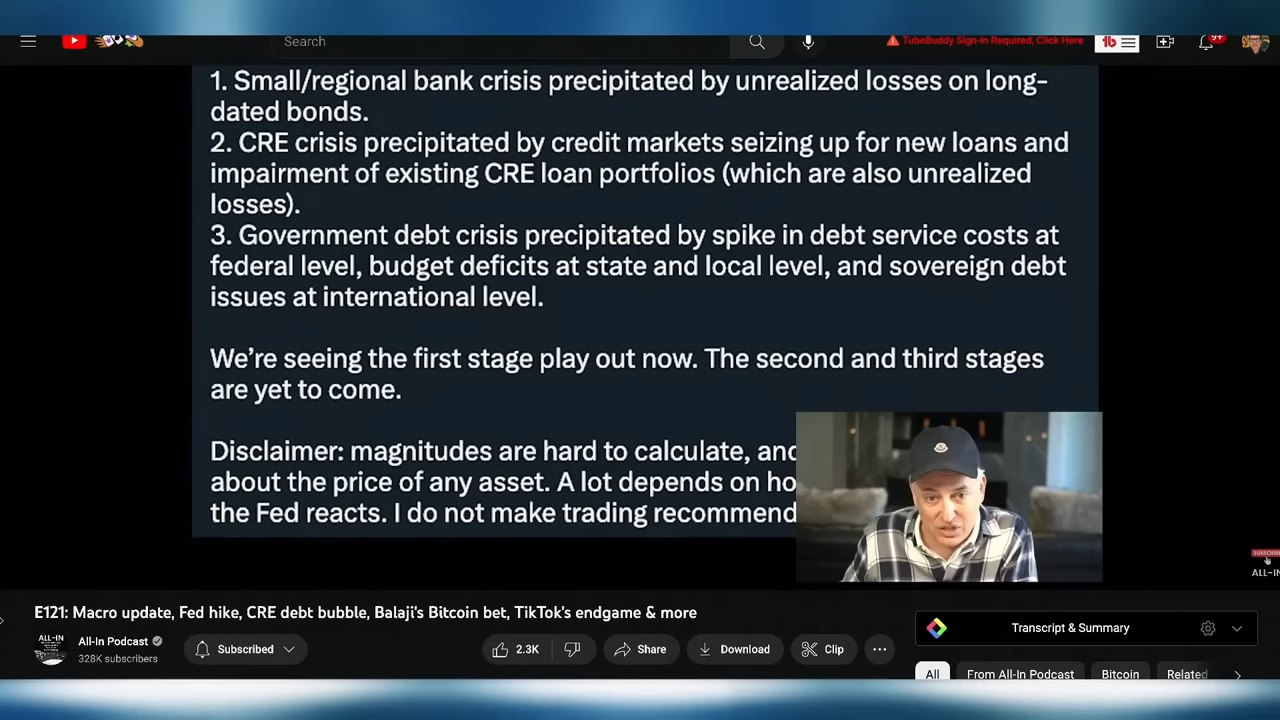 Search
TubeBuddy Sign-in Required, Click Here
9+
1. Small/regional bank crisis precipitated by unrealized losses on long-
dated bonds.
2. CRE crisis precipitated by credit markets seizing up for new loans and
impairment of existing CRE loan portfolios (which are also unrealized
losses).
3. Government debt crisis precipitated by spike in debt service costs at
federal level, budget deficits at state and local level, and sovereign debt
issues at international level.
We’re seeing the first stage play out now. The second and third stages
are yet to come.
Disclaimer: magnitudes are hard to calculate, and
about the price of any asset. A lot depends on ho
the Fed reacts. I do not make trading recommend
SUBSCRIBE
ALL-IN
E121: Macro update, Fed hike, CRE debt bubble, Balaji's Bitcoin bet, TikTok's endgame & more
ALL-IN
All-In Podcast
328K subscribers
Subscribed
2.3K
Share
Download
Clip
Transcript & Summary
All
From All-In Podcast
Bitcoin
Related